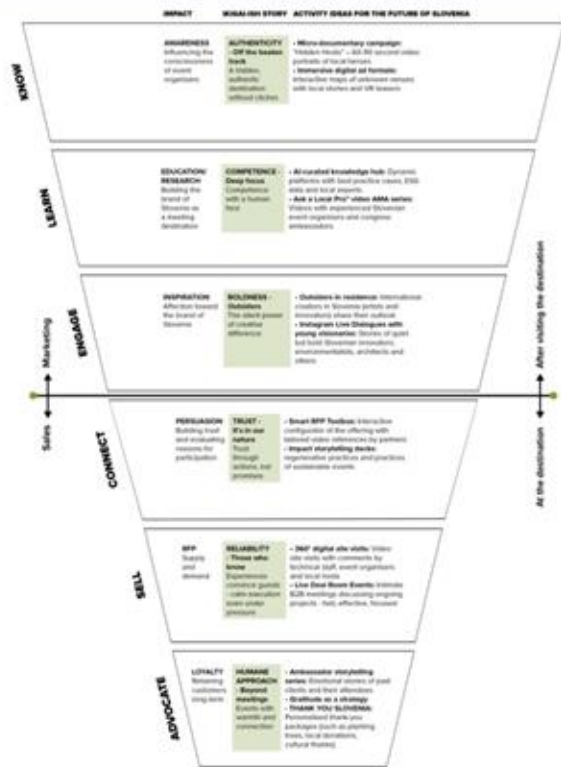 IMPACT
IKIGAI-ISH STORY
ACTIVITY IDEAS FOR THE FUTURE OF SLOVENIA
KNOW
AWARENESS
Influencing the
consciousness
of event
organisers
AUTHENTICITY
- Off the beaten
track
A hidden,
authentic
destination
without cliches
- Micro-documentary campaign:
"Hidden Hosts" – 60-90 second video
portraits of local heroes
- Immersive digital ad formats:
Interactive maps of unknown venues
with local stories and VR teasers
LEARN
EDUCATION/
RESEARCH
Building the
brand of
Slovenia as
a meeting
destination
COMPETENCE -
Deep focus
Competence
with a human
face
- AI-curated knowledge hub: Dynamic
platforms with best practice cases, ESG
data and local experts
- Ask a Local Pro" video AMA series:
Videos with experienced Slovenian
event organisers and congress
ambassadors
ENGAGE
INSPIRATION
Affection toward
the brand of
Slovenia
BOLDNESS -
Outsiders
The silent power
of creative
difference
- Outsiders in residence: International
creators in Slovenia (artists and
innovators) share their outlook
- Instagram Live Dialogues with
young visionaries: Stories of quiet
but bold Slovenian innovators,
environmentalists, architects and
others
Marketing
Sales
After visiting the destination
At the destination
CONNECT
PERSUASION
Building trust
and evaluating
reasons for
participation
TRUST -
It's in our
nature
Trust
through
actions, not
promises
- Smart RFP Toolbox: Interactive
configurator of the offering with
tailored video references by partners
- Impact storytelling decks:
regenerative practices and practices
of sustainable events
SELL
RFP
Supply
and
demand
RELIABILITY
- Those who
know
Experiences
convince guests
- calm execution
even under
pressure
- 360° digital site visits: Video
site visits with comments by
technical staff, event organisers
and local hosts
- Live Deal Room Events: Intimate
B2B meetings discussing ongoing
projects - fast, effective, focused
ADVOCATE
LOYALTY
Retaining
customers
long-term
HUMANE
APPROACH
- Beyond
meetings
Events with
warmth and
connection
- Ambassador storytelling
series: Emotional stories of past
clients and their attendees
- Gratitude as a strategy
- THANK YOU SLOVENIA:
Personalised thank you
packages (such as planting
trees, local donations,
cultural thanks)